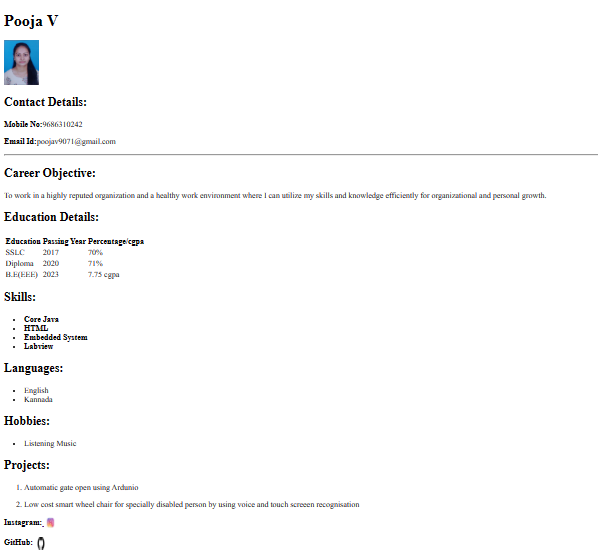 Pooja V
Contact Details:
Mobile No:9686310242
Email Id:poojav9071@gmail.com
Career Objective:
To work in a highly reputed organization and a healthy work environment where I can utilize my skills and knowledge efficiently for organizational and personal growth.
Education Details:
Education Passing Year Percentage/cgpa
SSLC 2017 70%
Diploma 2020 71%
B.E(EEE) 2023 7.75 cgpa
Skills:
• Core Java
• HTML
• Embedded System
• Labview
Languages:
• English
• Kannada
Hobbies:
• Listening Music
Projects:
1. Automatic gate open using Ardunio
2. Low cost smart wheel chair for specially disabled person by using voice and touch screeen recognisation
Instagram:
GitHub: